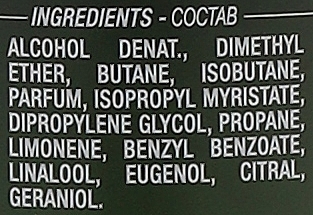 INGREDIENTS - СОСТАВ
ALCOHOL DENAT., DIMETHYL
ETHER, BUTANE, ISOBUTANE,
PARFUM, ISOPROPYL MYRISTATE,
DIPROPYLENE GLYCOL, PROPANE,
LIMONENE, BENZYL BENZOATE,
LINALOOL, EUGENOL, CITRAL,
GERANIOL.